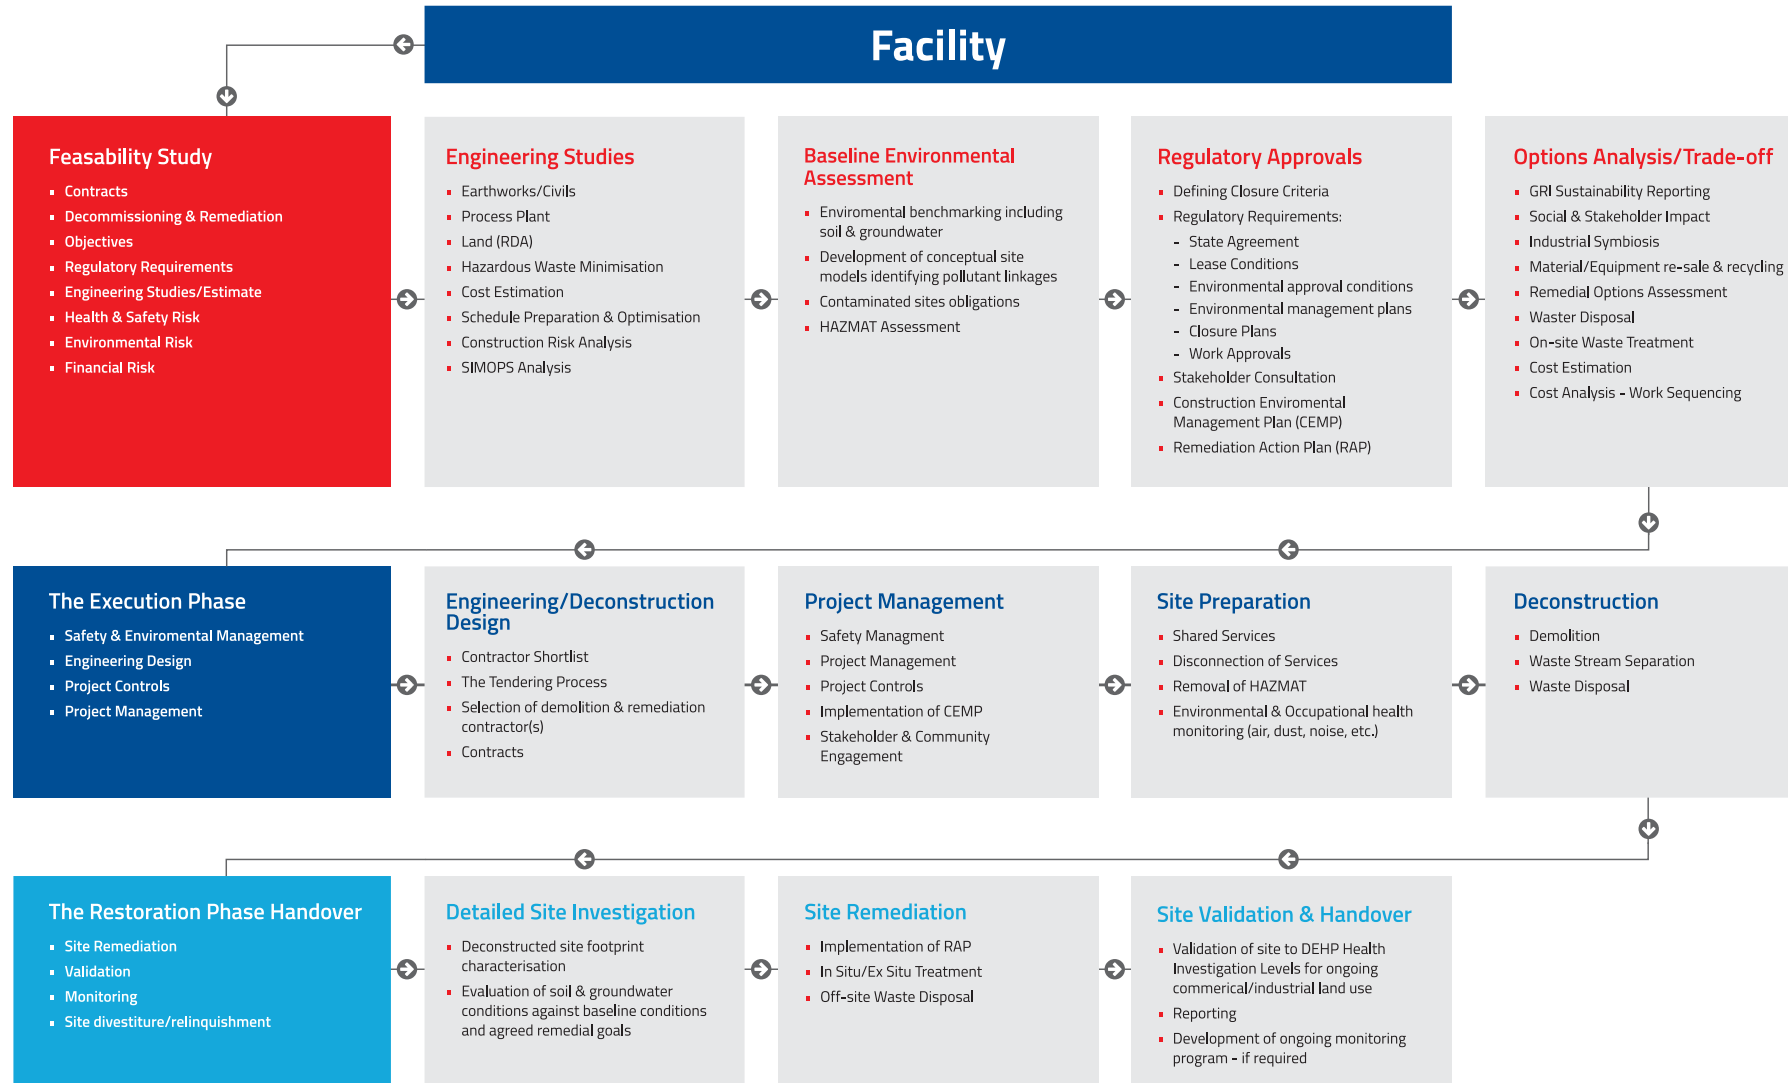 Facility
Feasability Study
Contracts
Decommissioning & Remediation
Objectives
Regulatory Requirements
Engineering Studies/Estimate
Health & Safety Risk
Environmental Risk
Financial Risk
Engineering Studies
Earthworks/Civils
Process Plant
Land (RDA)
Hazardous Waste Minimisation
Cost Estimation
Schedule Preparation & Optimisation
Construction Risk Analysis
SIMOPS Analysis
Baseline Environmental
Assessment
Enviromental benchmarking including
soil & groundwater
Development of conceptual site
models identifying pollutant linkages
Contaminated sites obligations
HAZMAT Assessment
Regulatory Approvals
Defining Closure Criteria
Regulatory Requirements:
- State Agreement
- Lease Conditions
- Environmental approval conditions
- Environmental management plans
- Closure Plans
- Work Approvals
Stakeholder Consultation
Construction Enviromental
Management Plan (CEMP)
Remediation Action Plan (RAP)
Options Analysis/Trade-off
GRI Sustainability Reporting
Social & Stakeholder Impact
Industrial Symbiosis
Material/Equipment re-sale & recycling
Remedial Options Assessment
Waster Disposal
On-site Waste Treatment
Cost Estimation
Cost Analysis - Work Sequencing
The Execution Phase
Safety & Enviromental Management
Engineering Design
Project Controls
Project Management
Engineering/Deconstruction
Design
Contractor Shortlist
The Tendering Process
Selection of demolition & remediation
contractor(s)
Contracts
Project Management
Safety Managment
Project Management
Project Controls
Implementation of CEMP
Stakeholder & Community
Engagement
Site Preparation
Shared Services
Disconnection of Services
Removal of HAZMAT
Environmental & Occupational health
monitoring (air, dust, noise, etc.)
Deconstruction
Demolition
Waste Stream Separation
Waste Disposal
The Restoration Phase Handover
Site Remediation
Validation
Monitoring
Site divestiture/relinquishment
Detailed Site Investigation
Deconstructed site footprint
characterisation
Evaluation of soil & groundwater
conditions against baseline conditions
and agreed remedial goals
Site Remediation
Implementation of RAP
In Situ/Ex Situ Treatment
Off-site Waste Disposal
Site Validation & Handover
Validation of site to DEHP Health
Investigation Levels for ongoing
commerical/industrial land use
Reporting
Development of ongoing monitoring
program - if required